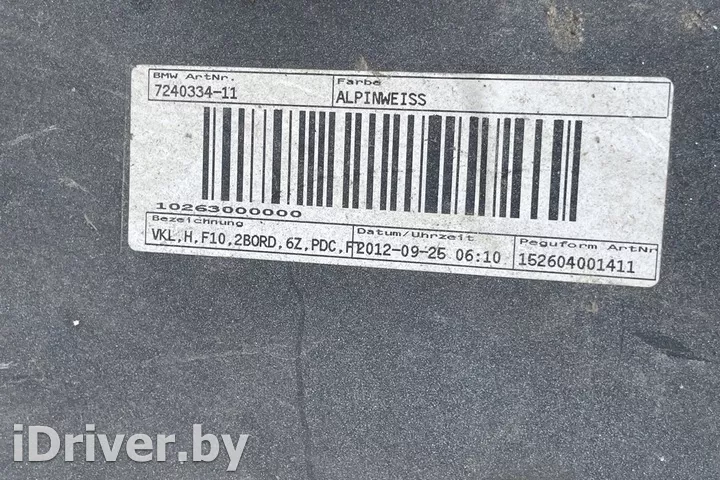 BMW ArtNr.
Farbe
7240334-11
ALPINWEISS
10263000000
Bezeichnung
Datum/Uhrzeit
Peguform ArtNr
VKL,H,F10,2BORD,6Z,PDC,F
2012-09-25 06:10
152604001411
iDriver.by